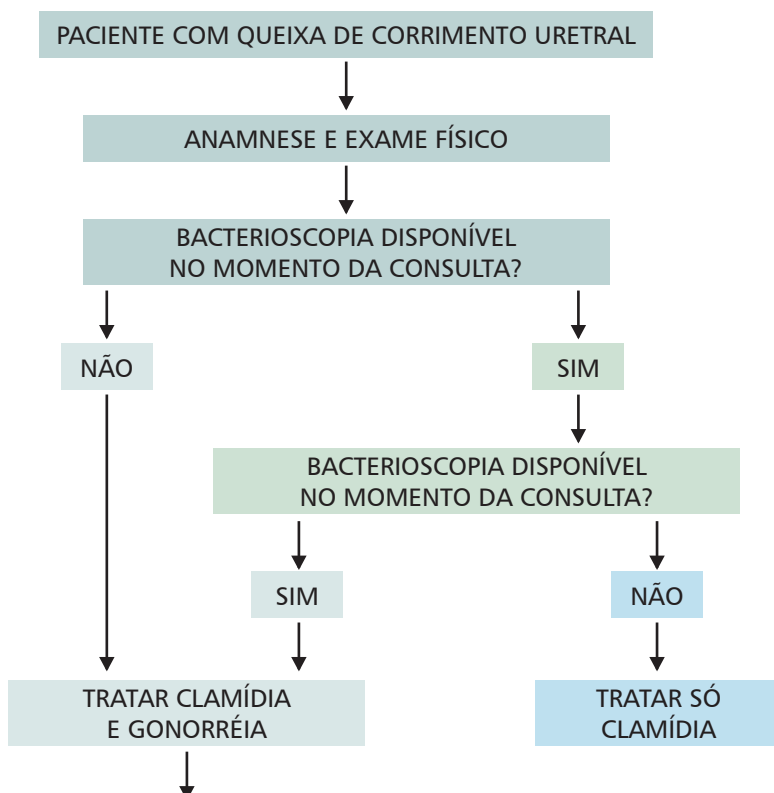 PACIENTE COM QUEIXA DE CORRIMENTO URETRAL
ANAMNESE E EXAME FÍSICO
BACTERIOSCOPIA DISPONÍVEL
NO MOMENTO DA CONSULTA?
NÃO
SIM
BACTERIOSCOPIA DISPONÍVEL
NO MOMENTO DA CONSULTA?
SIM
NÃO
TRATAR CLAMÍDIA
E GONORRÉIA
TRATAR SÓ
CLAMÍDIA